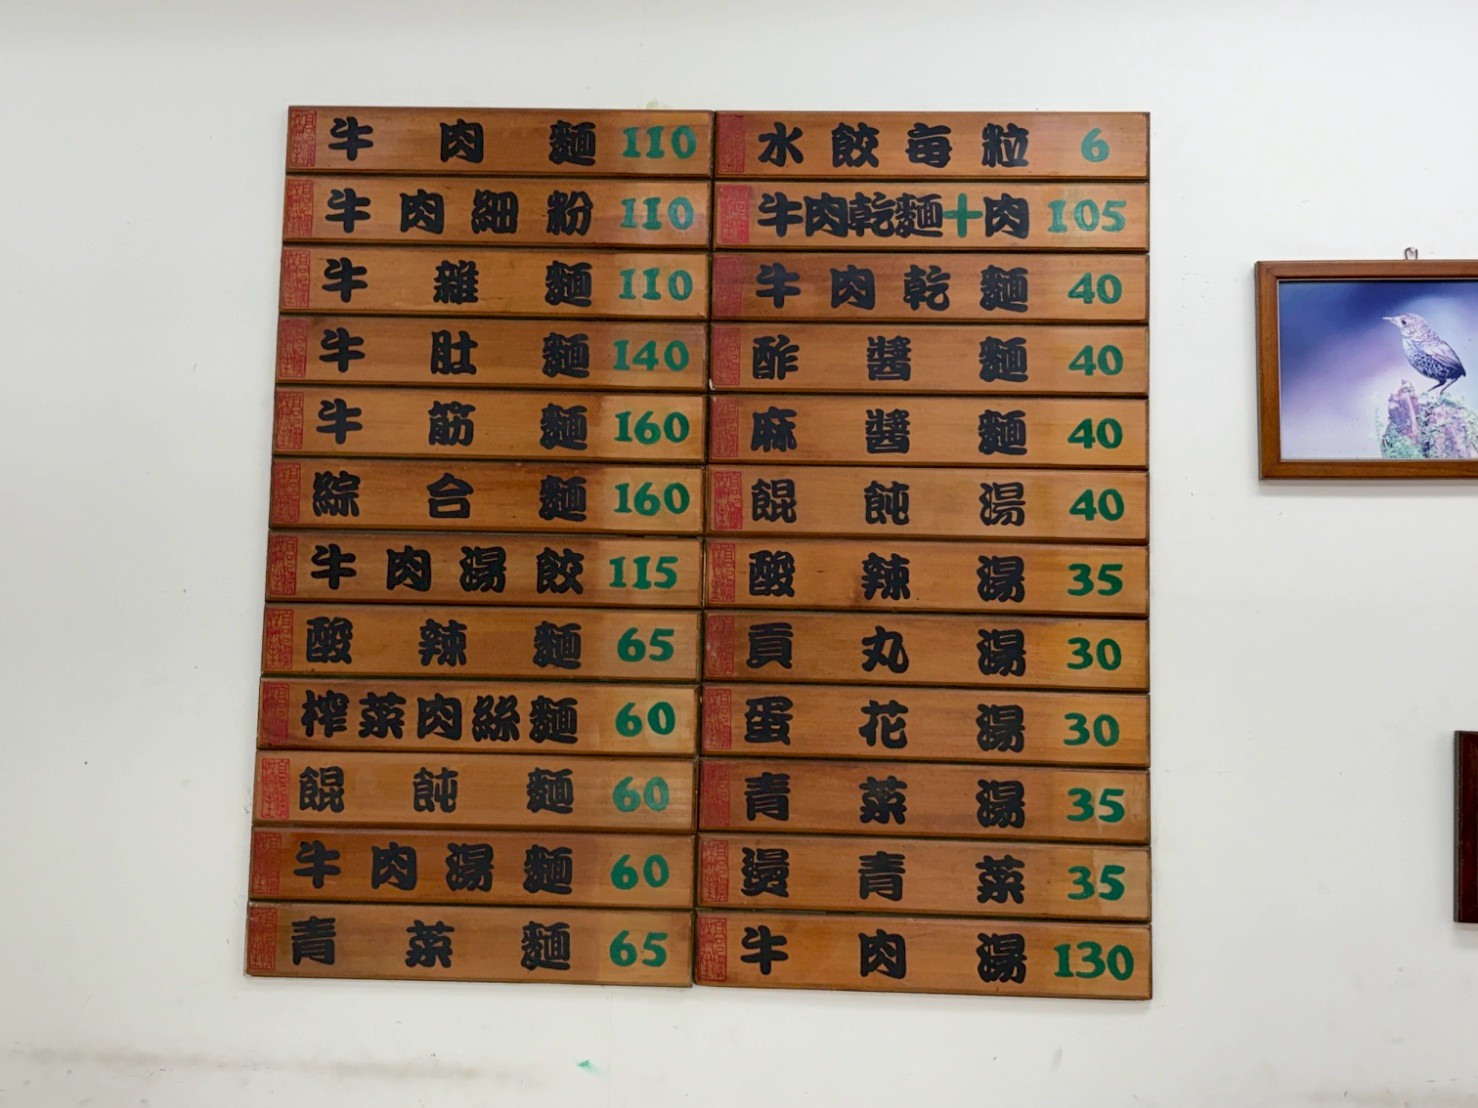 牛肉麵 110
牛肉細粉 110
牛雜麵 110
牛肚麵 140
牛筋麵 160
綜合麵 160
牛肉湯餃 115
酸辣麵 65
榨菜肉絲麵 60
餛飩麵 60
牛肉湯麵 60
青菜麵 65
水餃每粒 6
牛肉乾麵+肉 105
牛肉乾麵 40
酢醬麵 40
麻醬麵 40
餛飩湯 40
酸辣湯 35
貢丸湯 30
蛋花湯 30
青菜湯 35
燙青菜 35
牛肉湯 130